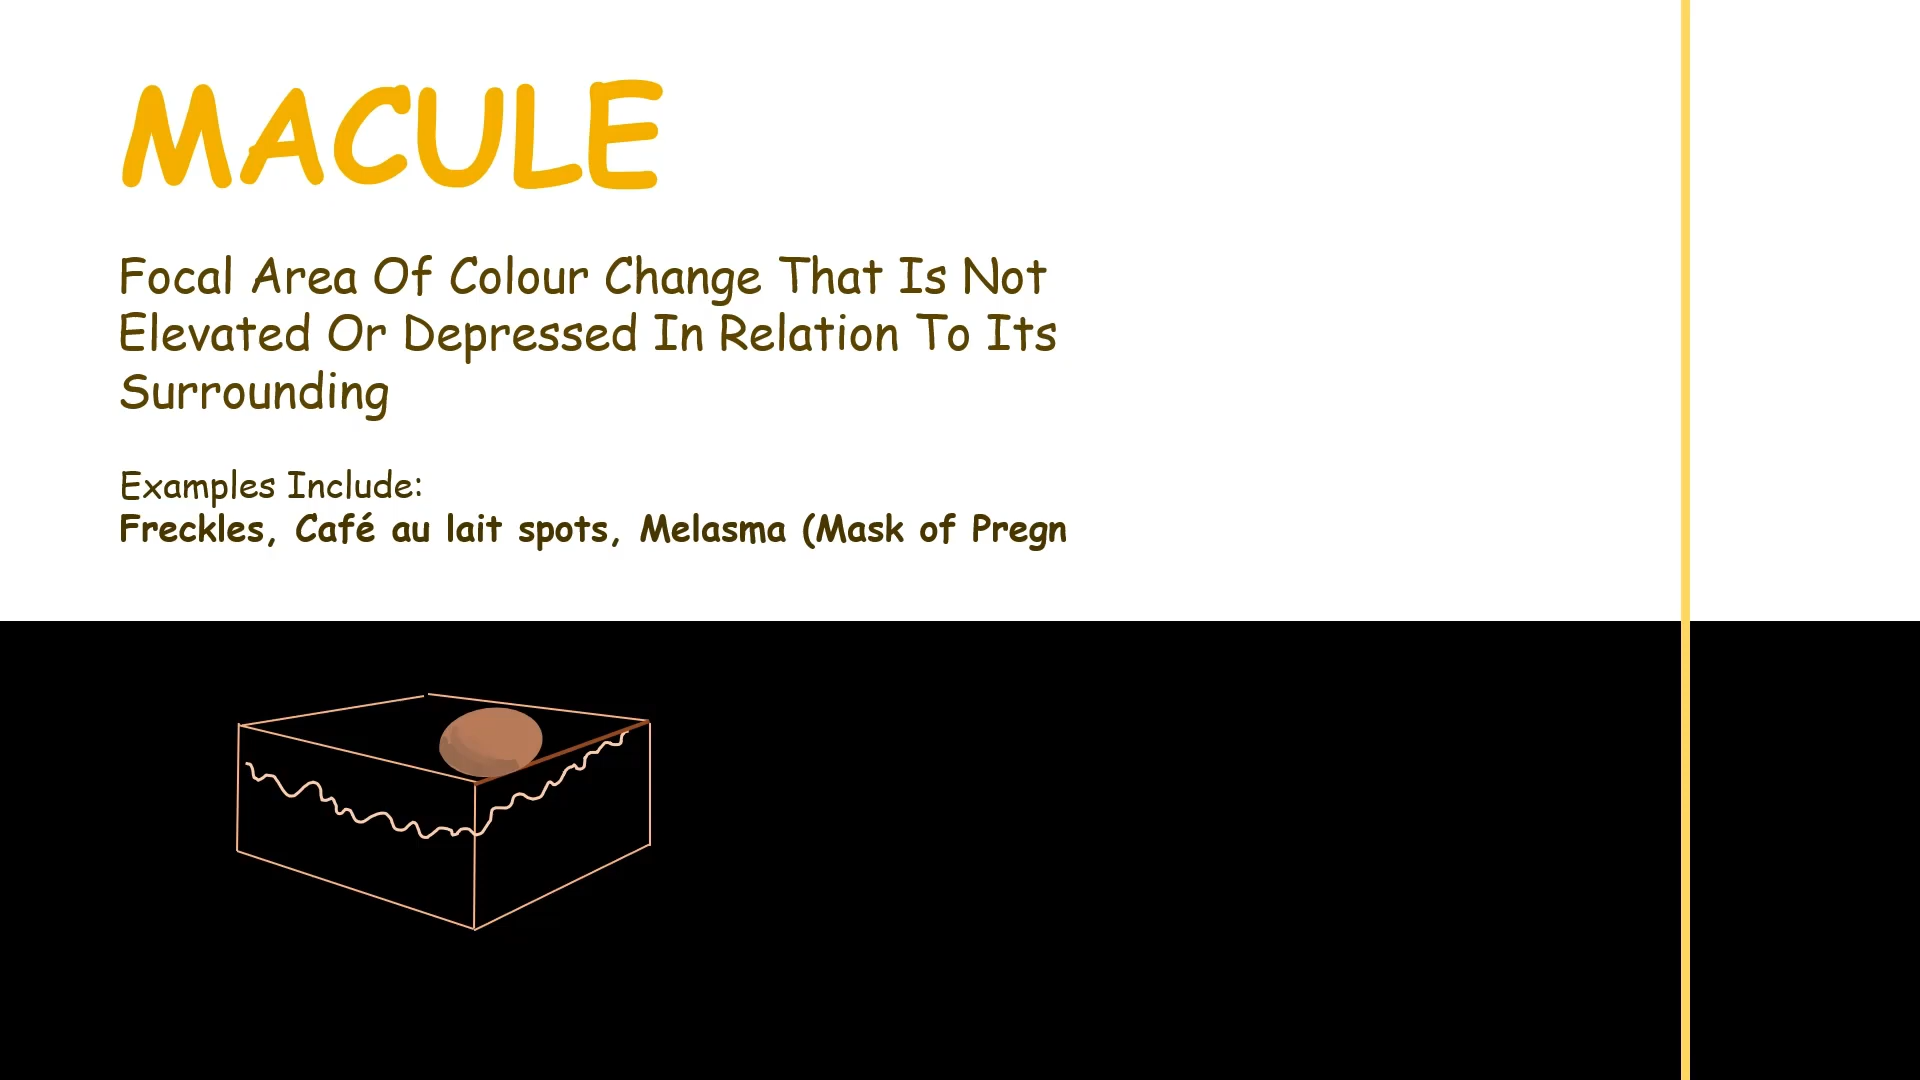 MACULE
Focal Area Of Colour Change That Is Not
Elevated Or Depressed In Relation To Its
Surrounding
Examples Include:
Freckles, Café au lait spots, Melasma (Mask of Pregn